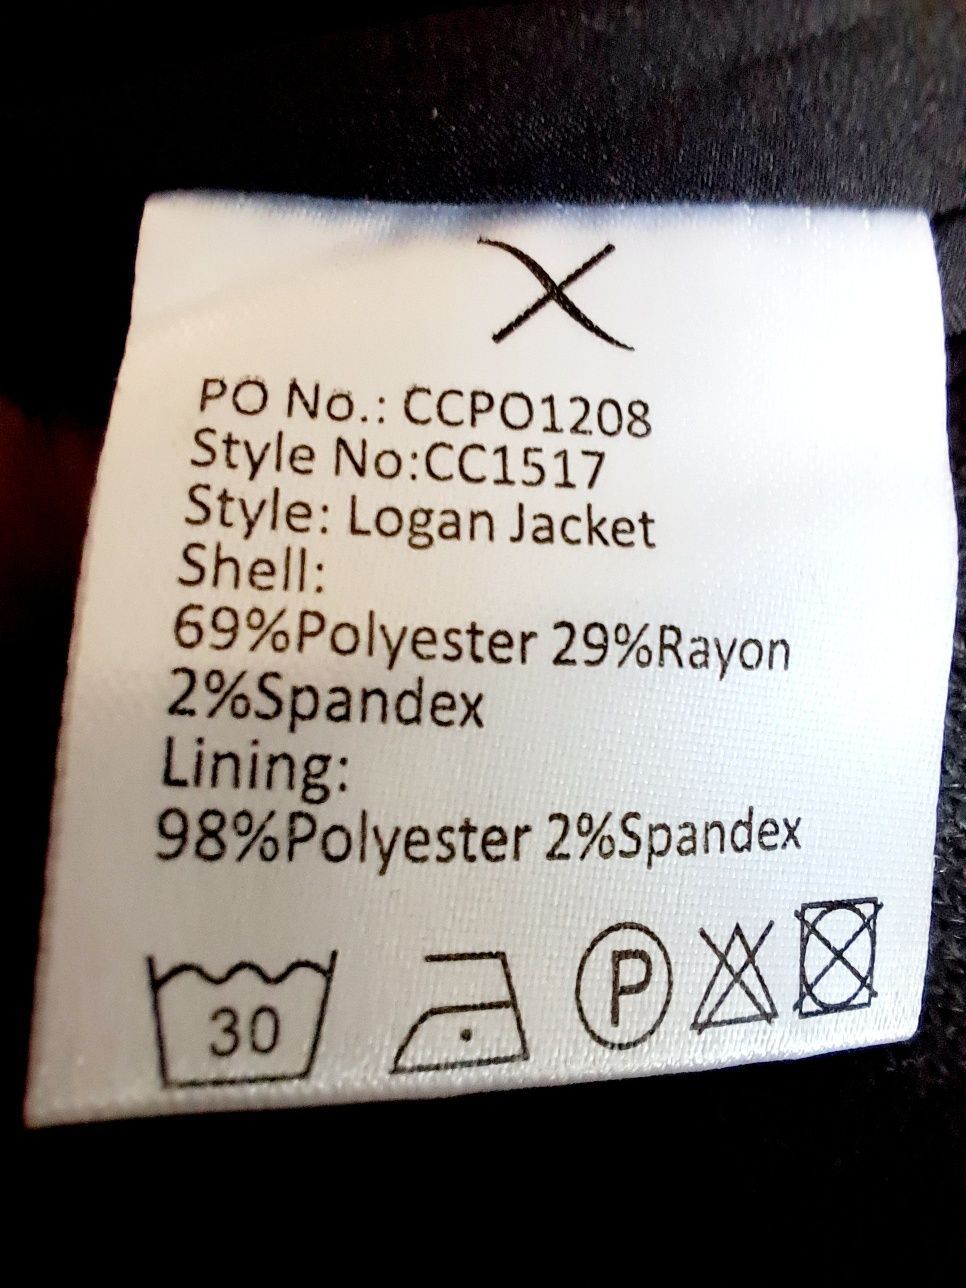 PO No.: CCPO1208
Style No:CC1517
Style: Logan Jacket
Shell:
69%Polyester 29%Rayon
2%Spandex
Lining:
98%Polyester 2%Spandex
30 P